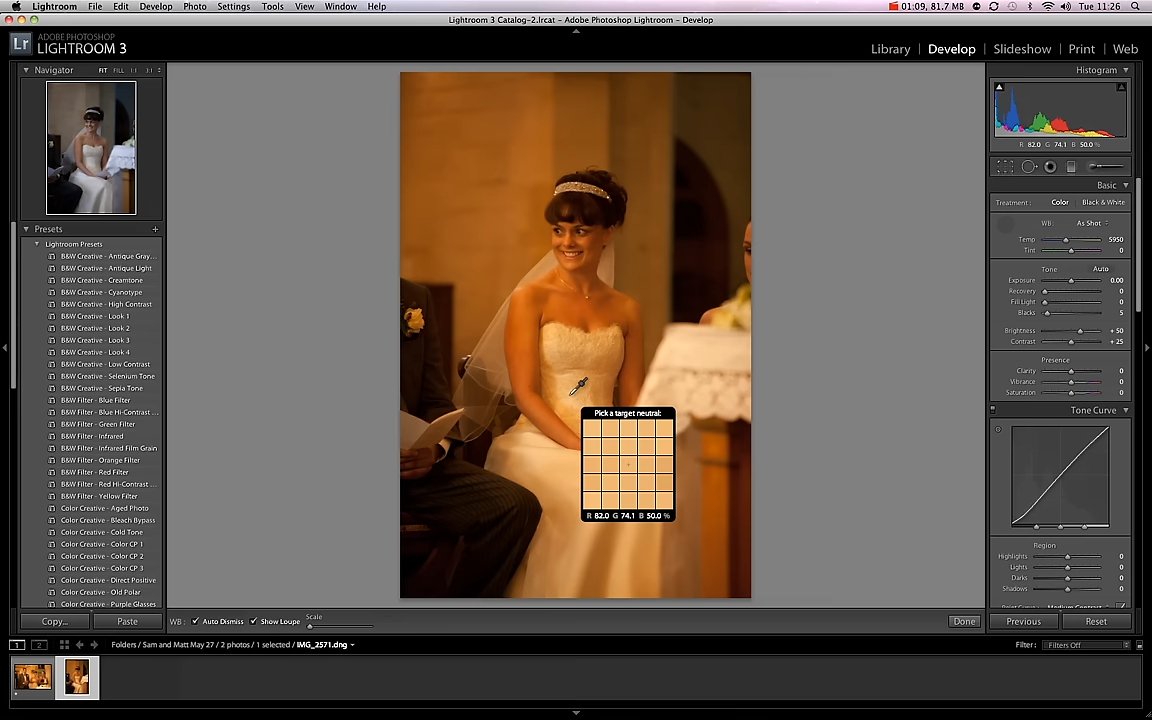 Lightroom File Edit Develop Photo Settings Tools View Window Help 01:09, 81.7 MB Tue 11:26
Lightroom 3 Catalog-2.lrcat - Adobe Photoshop Lightroom - Develop
Lr ADOBE PHOTOSHOP
LIGHTROOM 3
Library | Develop | Slideshow | Print | Web
Navigator FIT FILL 1:1 3:1
Presets +
Lightroom Presets
B&W Creative - Antique Gray...
B&W Creative - Antique Light
B&W Creative - Creamtone
B&W Creative - Cyanotype
B&W Creative - High Contrast
B&W Creative - Look 1
B&W Creative - Look 2
B&W Creative - Look 3
B&W Creative - Look 4
B&W Creative - Low Contrast
B&W Creative - Selenium Tone
B&W Creative - Sepia Tone
B&W Filter - Blue Filter
B&W Filter - Blue Hi-Contrast ...
B&W Filter - Green Filter
B&W Filter - Infrared
B&W Filter - Infrared Film Grain
B&W Filter - Orange Filter
B&W Filter - Red Filter
B&W Filter - Red Hi-Contrast ...
B&W Filter - Yellow Filter
Color Creative - Aged Photo
Color Creative - Bleach Bypass
Color Creative - Cold Tone
Color Creative - Color CP 1
Color Creative - Color CP 2
Color Creative - Color CP 3
Color Creative - Direct Positive
Color Creative - Old Polar
Color Creative - Purple Glasses
Copy... Paste
Pick a target neutral:
R 82.0 G 74.1 B 50.0 %
WB : Auto Dismiss Show Loupe Scale
Done
Histogram
R 82.0 G 74.1 B 50.0 %
Basic
Treatment : Color Black & White
WB: As Shot
Temp 5950
Tint 0
Tone Auto
Exposure 0.00
Recovery 0
Fill Light 0
Blacks 5
Brightness + 50
Contrast + 25
Presence
Clarity 0
Vibrance 0
Saturation 0
Tone Curve
Region
Highlights 0
Lights 0
Darks 0
Shadows 0
Point Curve : Medium Contrast
Previous Reset
1 2 Folders / Sam and Matt May 27 / 2 photos / 1 selected / IMG_2571.dng
Filter : Filters Off